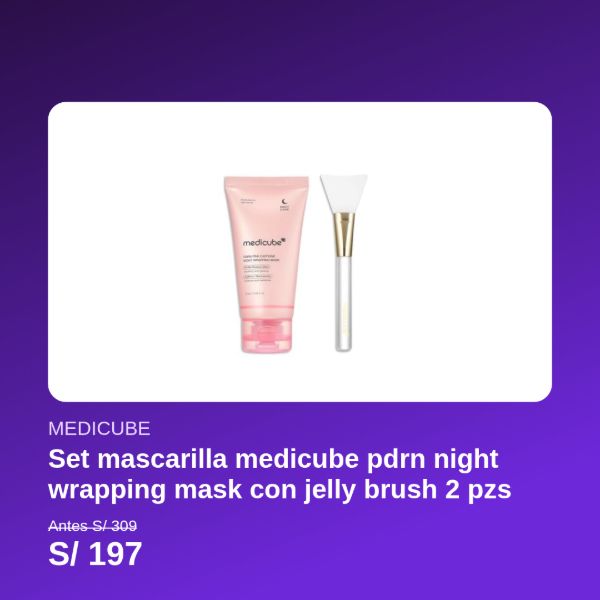 medicube
MEDICUBE
Set mascarilla medicube pdrn night
wrapping mask con jelly brush 2 pzs
Antes S/ 309
S/ 197